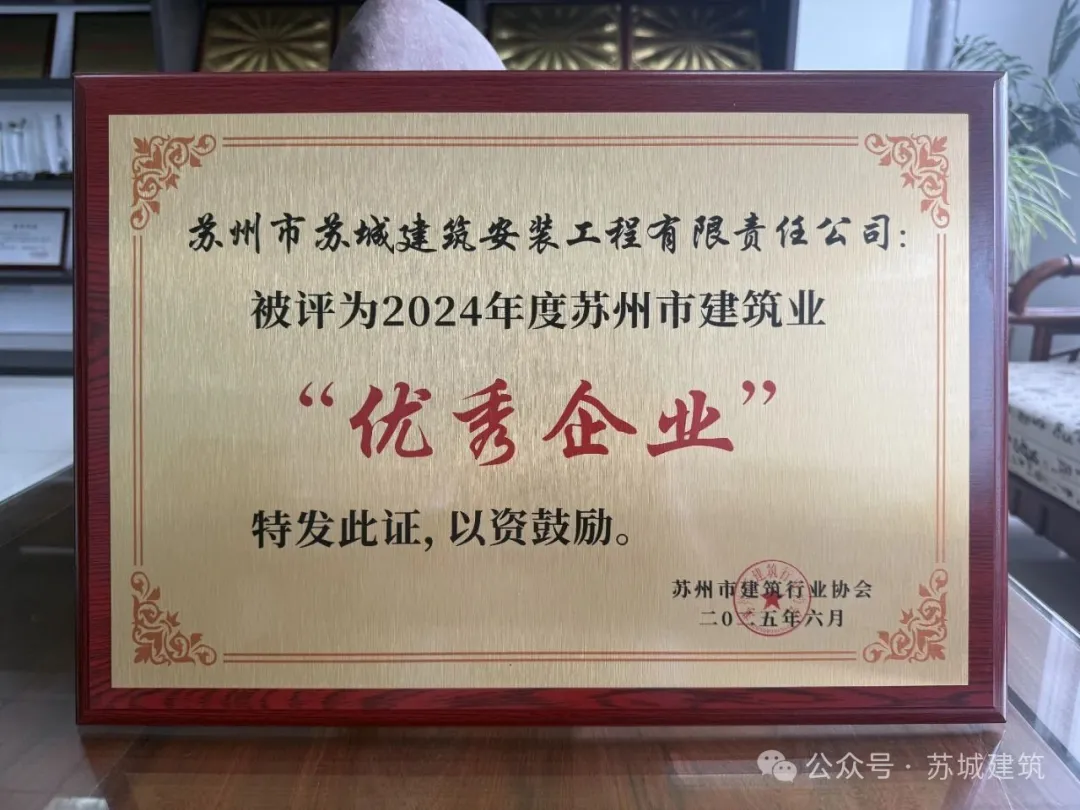 苏州市苏城建筑安装工程有限责任公司：
被评为2024年度苏州市建筑业
“优秀企业”
特发此证，以资鼓励。
苏州市建筑行业协会
二〇二五年六月
公众号·苏城建筑